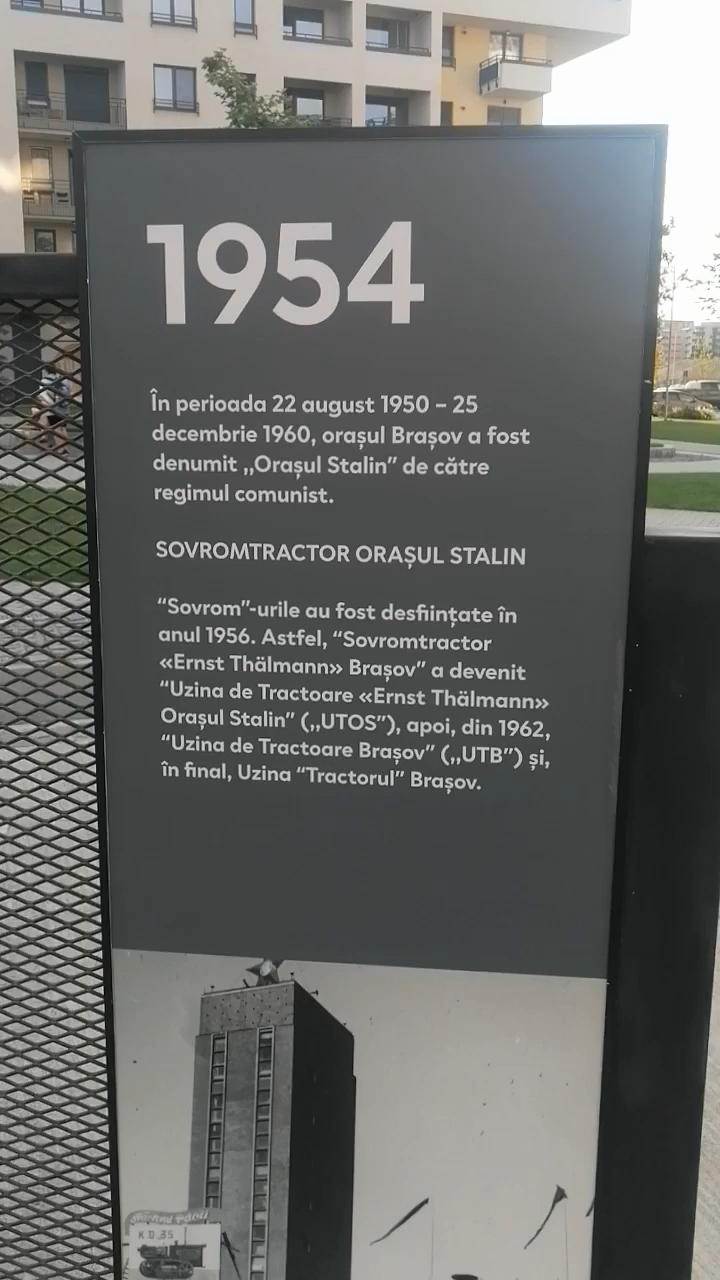 1954
În perioada 22 august 1950 – 25
decembrie 1960, orașul Brașov a fost
denumit ,,Orașul Stalin” de către
regimul comunist.
SOVROMTRACTOR ORAȘUL STALIN
“Sovrom”-urile au fost desființate în
anul 1956. Astfel, “Sovromtractor
«Ernst Thälmann» Brașov” a devenit
“Uzina de Tractoare «Ernst Thälmann»
Orașul Stalin” (,,UTOS”), apoi, din 1962,
“Uzina de Tractoare Brașov” (,,UTB”) și,
în final, Uzina “Tractorul” Brașov.
KD 35